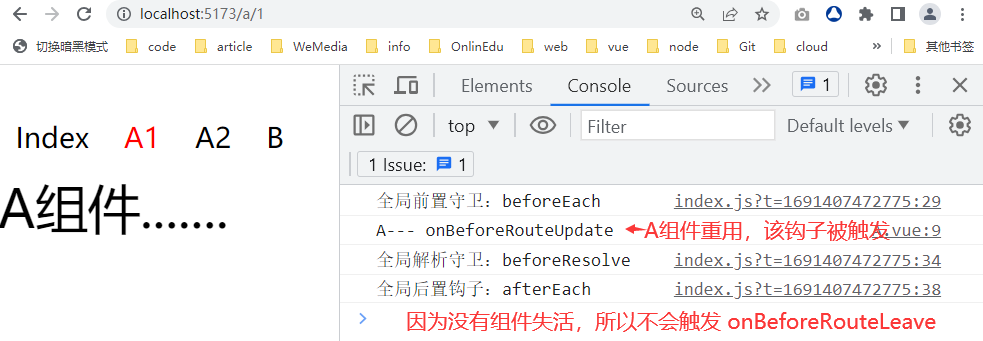 localhost:5173/a/1
切换暗黑模式 code article WeMedia info OnlinEdu web vue node Git cloud » 其他书签
Elements Console Sources 1
top Filter Default levels
1 Issue: 1
Index A1 A2 B
A组件.......
全局前置守卫：beforeEach index.js?t=1691407472775:29
A--- onBeforeRouteUpdate A组件重用，该钩子被触发 A.vue:9
全局解析守卫：beforeResolve index.js?t=1691407472775:34
全局后置钩子：afterEach index.js?t=1691407472775:38
因为没有组件失活，所以不会触发 onBeforeRouteLeave